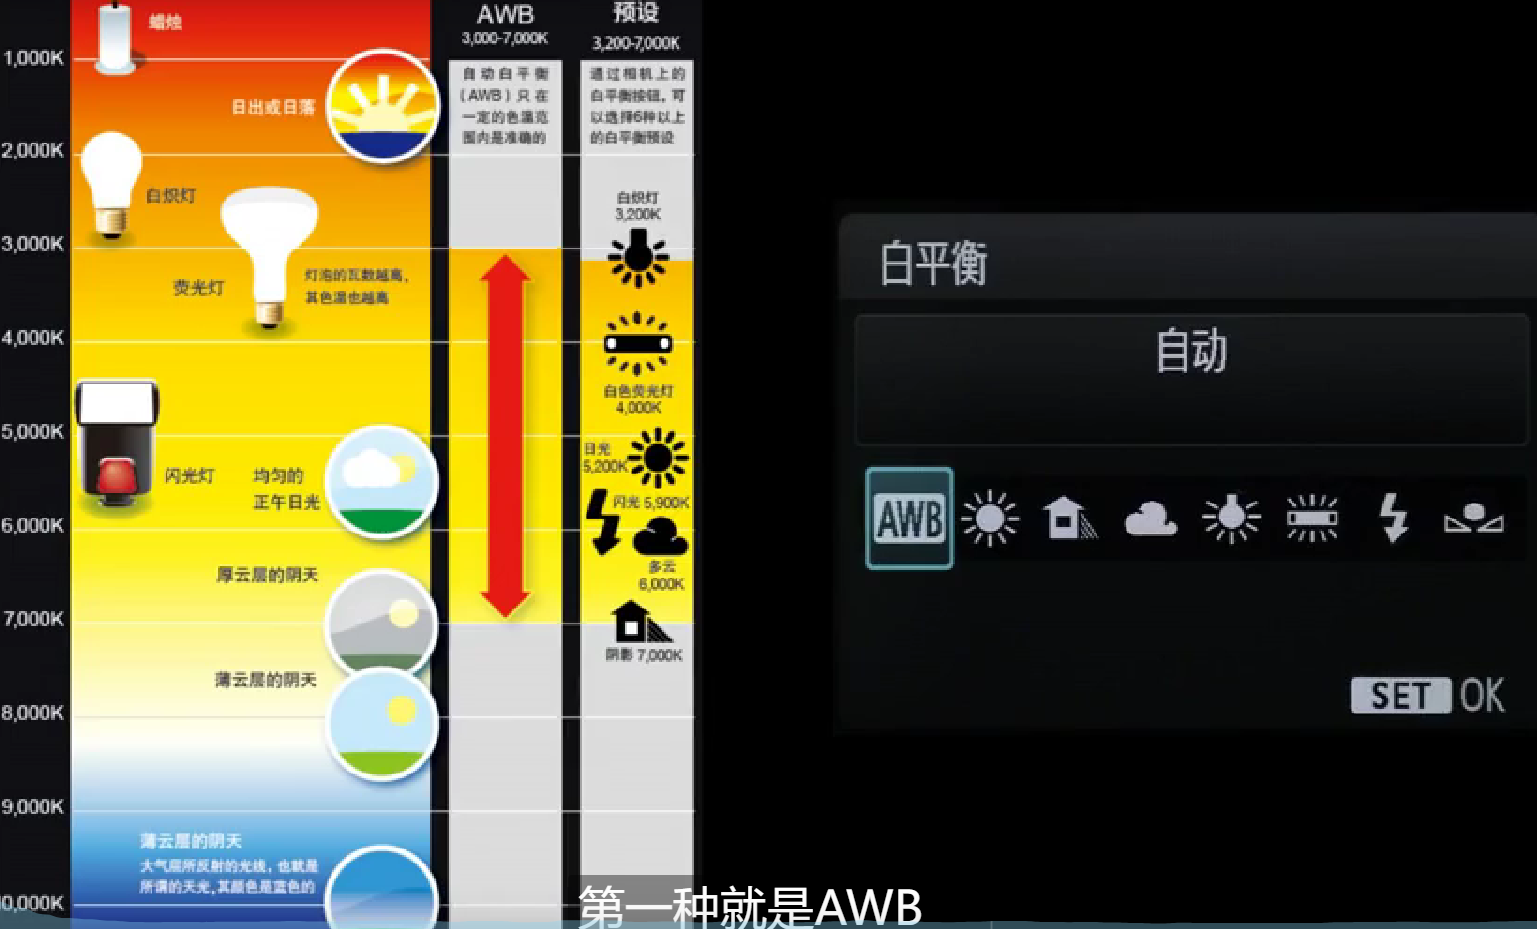 1,000K
2,000K
3,000K
4,000K
5,000K
6,000K
7,000K
8,000K
9,000K
0,000K
蜡烛
日出或日落
白炽灯
荧光灯
灯泡的瓦数越高,
其色温也越高
闪光灯
均匀的
正午日光
厚云层的阴天
薄云层的阴天
薄云层的阴天
大气层所反射的光线，也就是
所谓的天光,其颜色是蓝色的
AWB
3,000-7,000K
自动白平衡
(AWB) 只在
一定的色温范
围内是准确的
预设
3,200-7,000K
通过相机上的
白平衡按钮,可
以选择6种以上
的白平衡预设
白炽灯
3,200K
白色荧光灯
4,000K
日光
5,200K
闪光 5,900K
多云
6,000K
阴影 7,000K
白平衡
自动
AWB
SET OK
第一种就是AWB